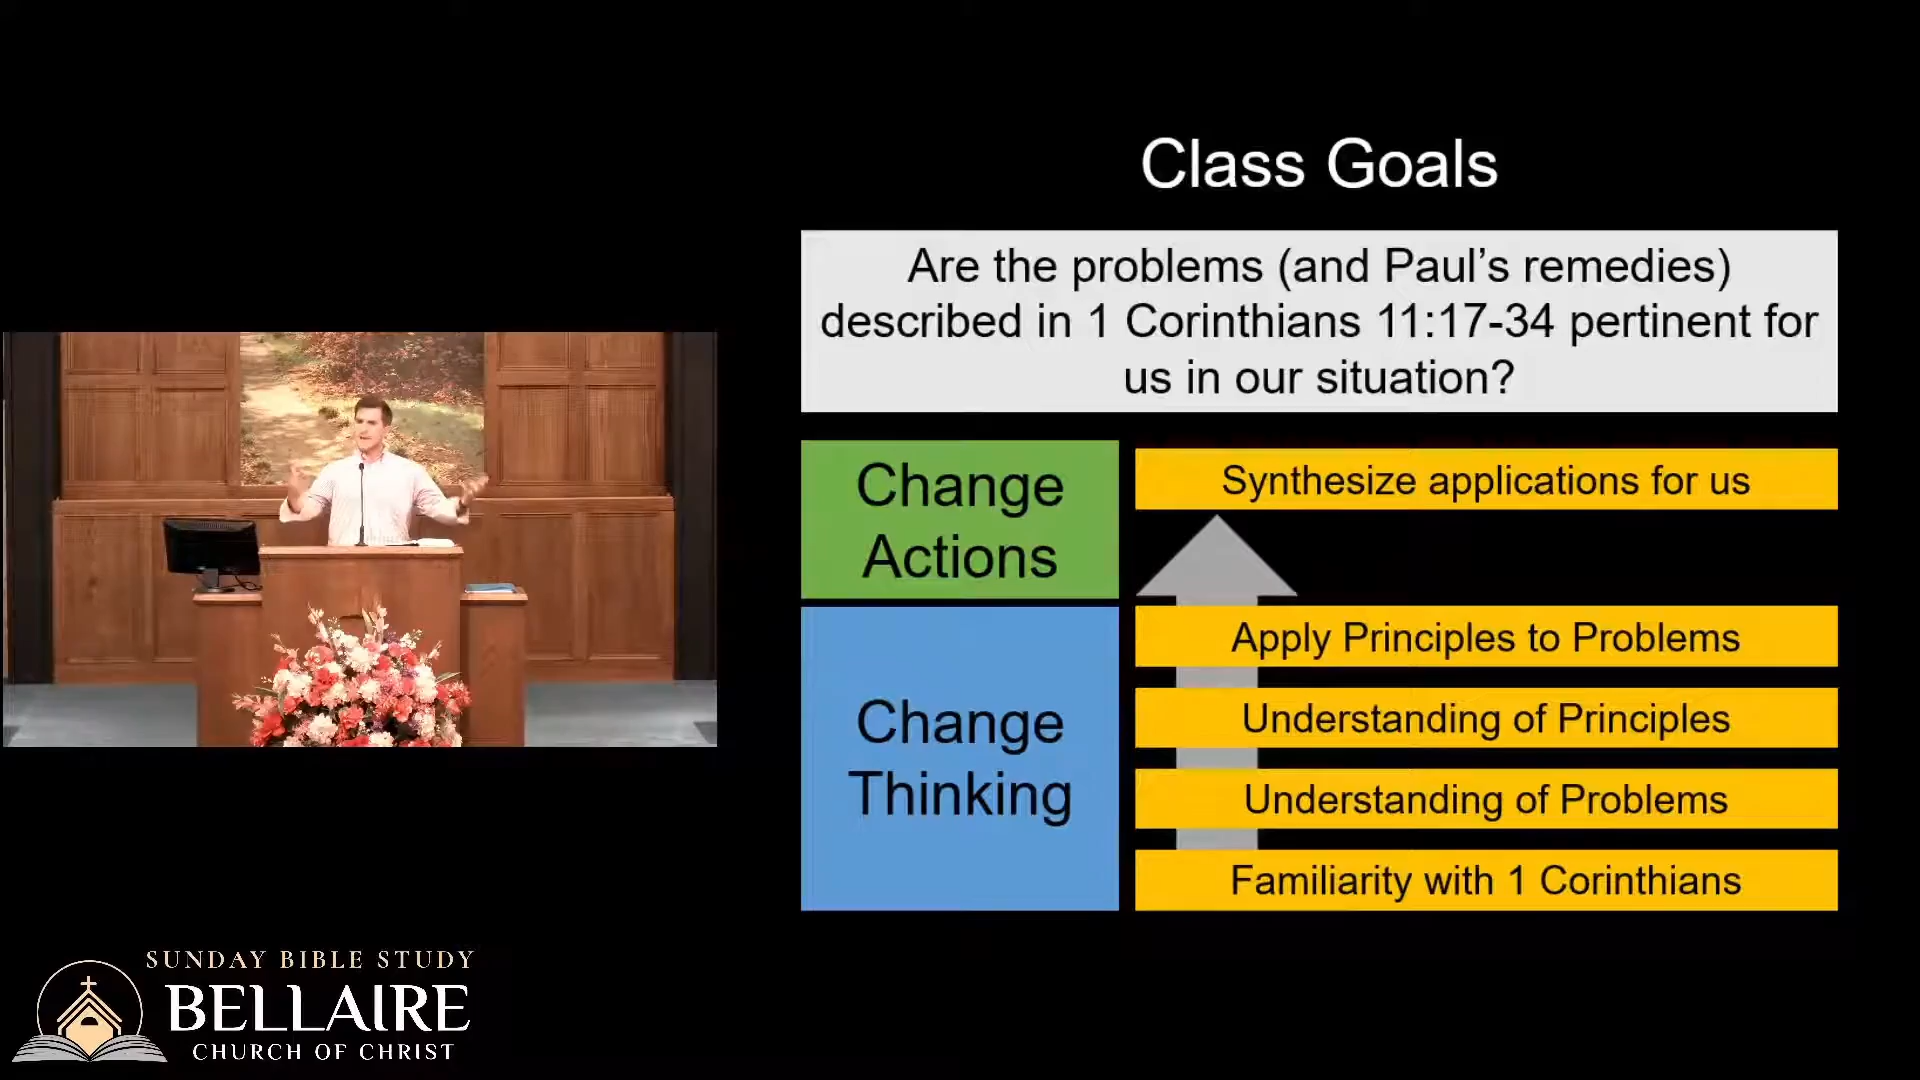 Class Goals
Are the problems (and Paul's remedies)
described in 1 Corinthians 11:17-34 pertinent for
us in our situation?
Change
Actions
Synthesize applications for us
Change
Thinking
Apply Principles to Problems
Understanding of Principles
Understanding of Problems
Familiarity with 1 Corinthians
SUNDAY BIBLE STUDY
BELLAIRE
CHURCH OF CHRIST